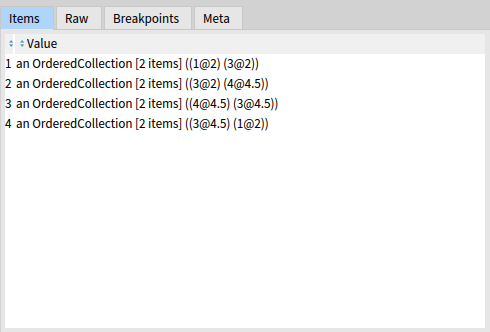 Items Raw Breakpoints Meta
Value
1 an OrderedCollection [2 items] ((1@2) (3@2))
2 an OrderedCollection [2 items] ((3@2) (4@4.5))
3 an OrderedCollection [2 items] ((4@4.5) (3@4.5))
4 an OrderedCollection [2 items] ((3@4.5) (1@2))